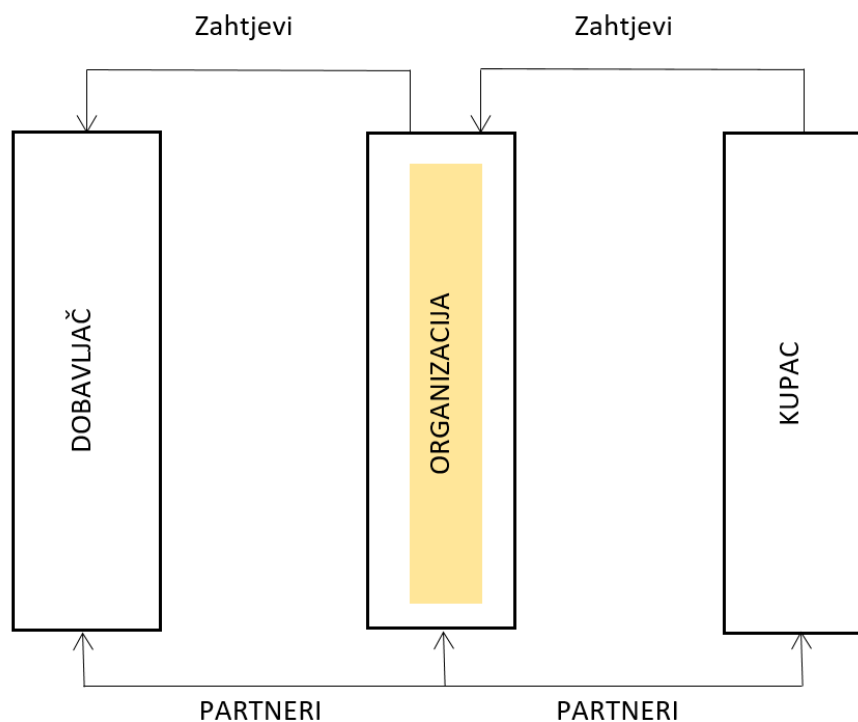 Zahtjevi
Zahtjevi
DOBAVLJAČ
ORGANIZACIJA
KUPAC
PARTNERI
PARTNERI